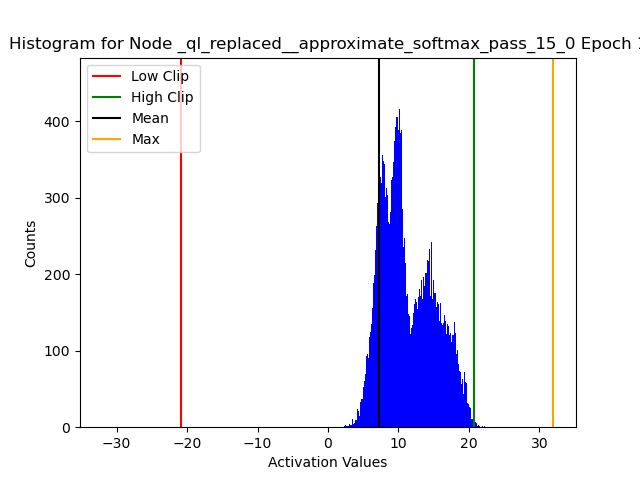 Histogram for Node _ql_replaced__approximate_softmax_pass_15_0 Epoch
Low Clip
High Clip
Mean
Max
Counts
400
300
200
100
0
−30
−20
−10
0
10
20
30
Activation Values